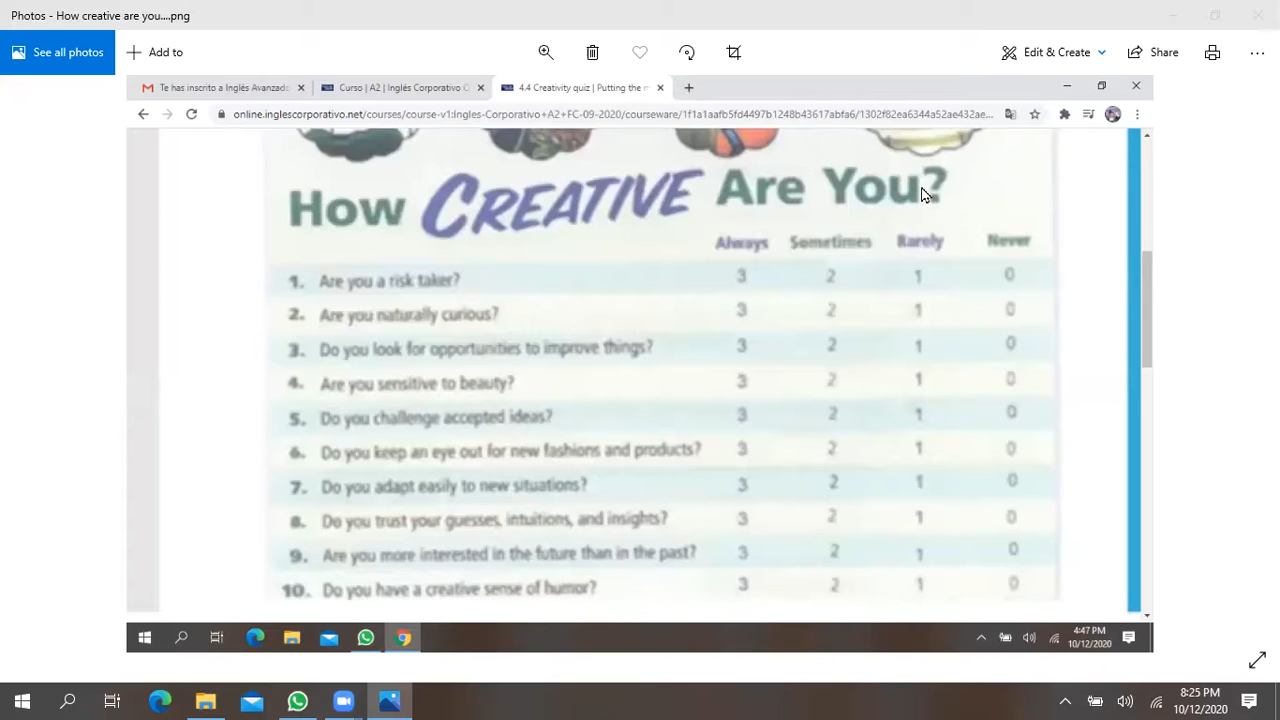 Photos - How creative are you....png
See all photos
Add to
Edit & Create
Share
Te has inscrito a Inglés Avanzado
Curso | A2 | Inglés Corporativo O
4.4 Creativity quiz | Putting the m
online.inglescorporativo.net/courses/course-v1:Ingles-Corporativo+A2+FC-09-2020/courseware/1f1a1aafb5fd4497b1248b43617abfa6/1302f82ea6344a52ae432ae...
How CREATIVE Are You?
Always Sometimes Rarely Never
1. Are you a risk taker? 3 2 1 0
2. Are you naturally curious? 3 2 1 0
3. Do you look for opportunities to improve things? 3 2 1 0
4. Are you sensitive to beauty? 3 2 1 0
5. Do you challenge accepted ideas? 3 2 1 0
6. Do you keep an eye out for new fashions and products? 3 2 1 0
7. Do you adapt easily to new situations? 3 2 1 0
8. Do you trust your guesses, intuitions, and insights? 3 2 1 0
9. Are you more interested in the future than in the past? 3 2 1 0
10. Do you have a creative sense of humor? 3 2 1 0
4:47 PM
10/12/2020
8:25 PM
10/12/2020